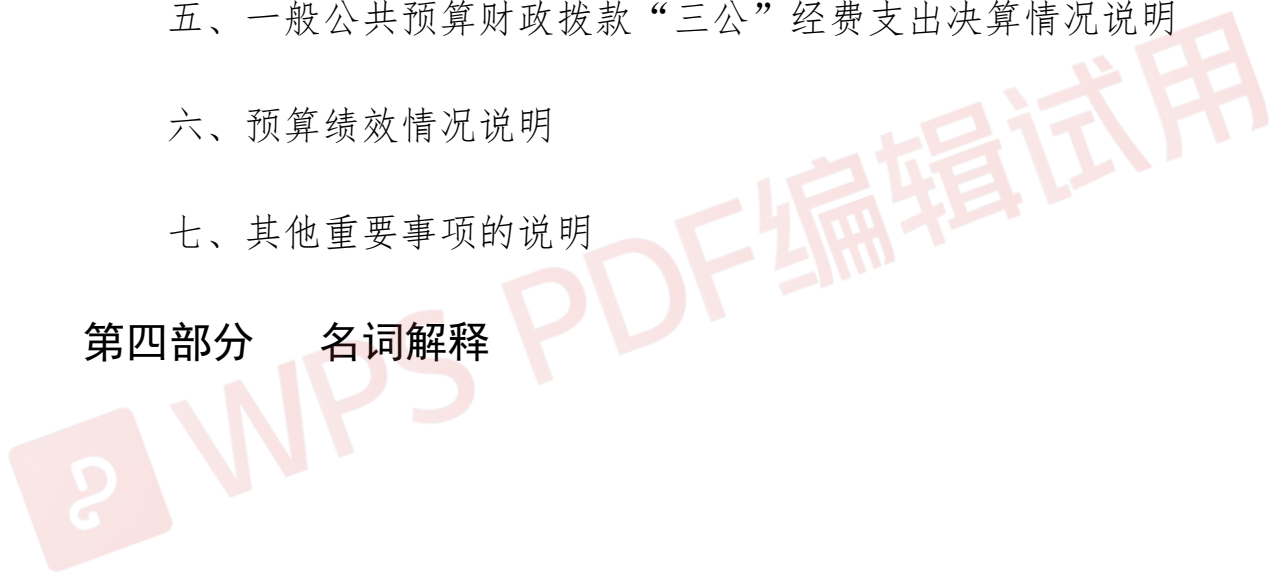 五、一般公共预算财政拨款“三公”经费支出决算情况说明
六、预算绩效情况说明
七、其他重要事项的说明
第四部分 名词解释
WPS PDF编辑试用